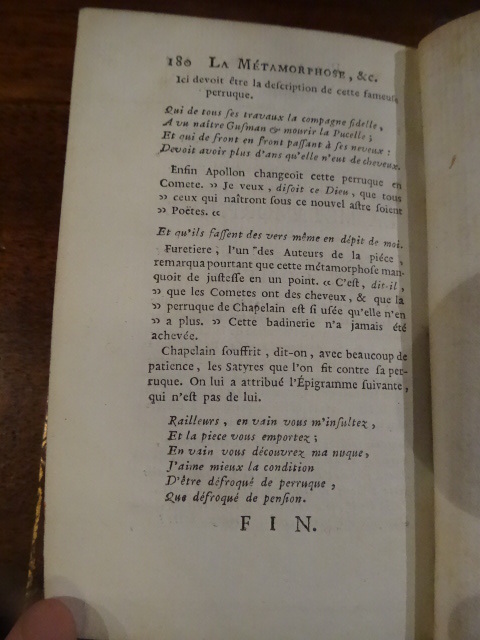 180 LA MÉTAMORPHOSE, &c.
Ici devoit être la deſcription de cette fameuſe
perruque.
Qui de tous ſes travaux la compagne fidelle,
A vu naître Guſman & mourir la Pucelle;
Et qui de front en front paſſant à ſes neveux:
Devoit avoir plus d'ans qu'elle n'eut de cheveux.
Enfin Apollon changeoit cette perruque en
Comete. » Je veux, diſoit ce Dieu, que tous
» ceux qui naîtront ſous ce nouvel aſtre ſoient
» Poëtes. «
Et qu'ils faſſent des vers même en dépit de moi.
Furetiere, l'un des Auteurs de la piéce,
remarqua pourtant que cette métamorphoſe man-
quoit de juſteſſe en un point. « C'eſt, dit-il,
» que les Cometes ont des cheveux, & que la
» perruque de Chapelain eſt ſi uſée qu'elle n'en
» a plus. » Cette badinerie n'a jamais été
achevée.
Chapelain ſouffrit, dit-on, avec beaucoup de
patience, les Satyres que l'on fit contre ſa per-
ruque. On lui a attribué l'Épigramme ſuivante,
qui n'eſt pas de lui.
Railleurs, en vain vous m'inſultez,
Et la piece vous emportez;
En vain vous découvrez ma nuque,
J'aime mieux la condition
D'être défroqué de perruque,
Que défroqué de penſion.
FIN.